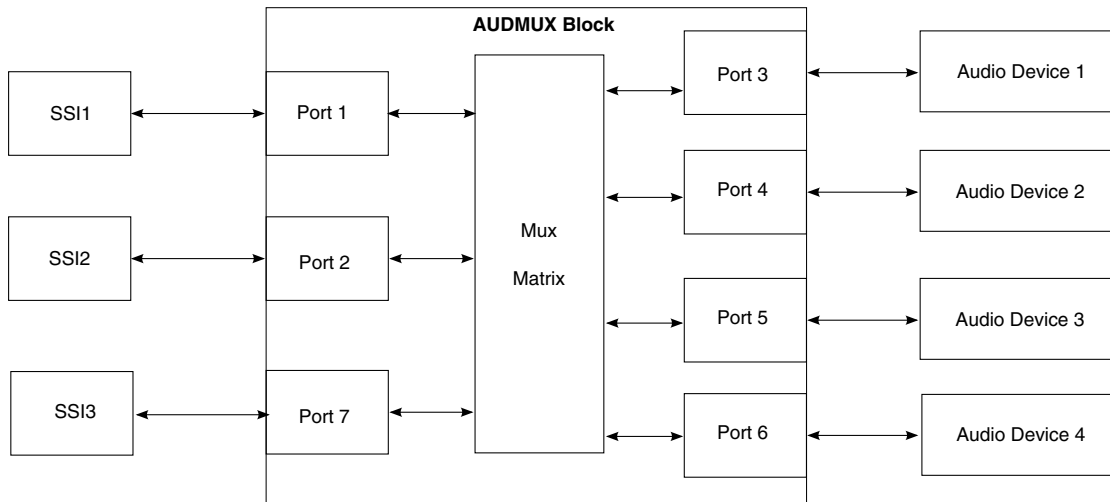 AUDMUX Block
SSI1
Port 1
SSI2
Port 2
SSI3
Port 7
Mux
Matrix
Port 3
Audio Device 1
Port 4
Audio Device 2
Port 5
Audio Device 3
Port 6
Audio Device 4